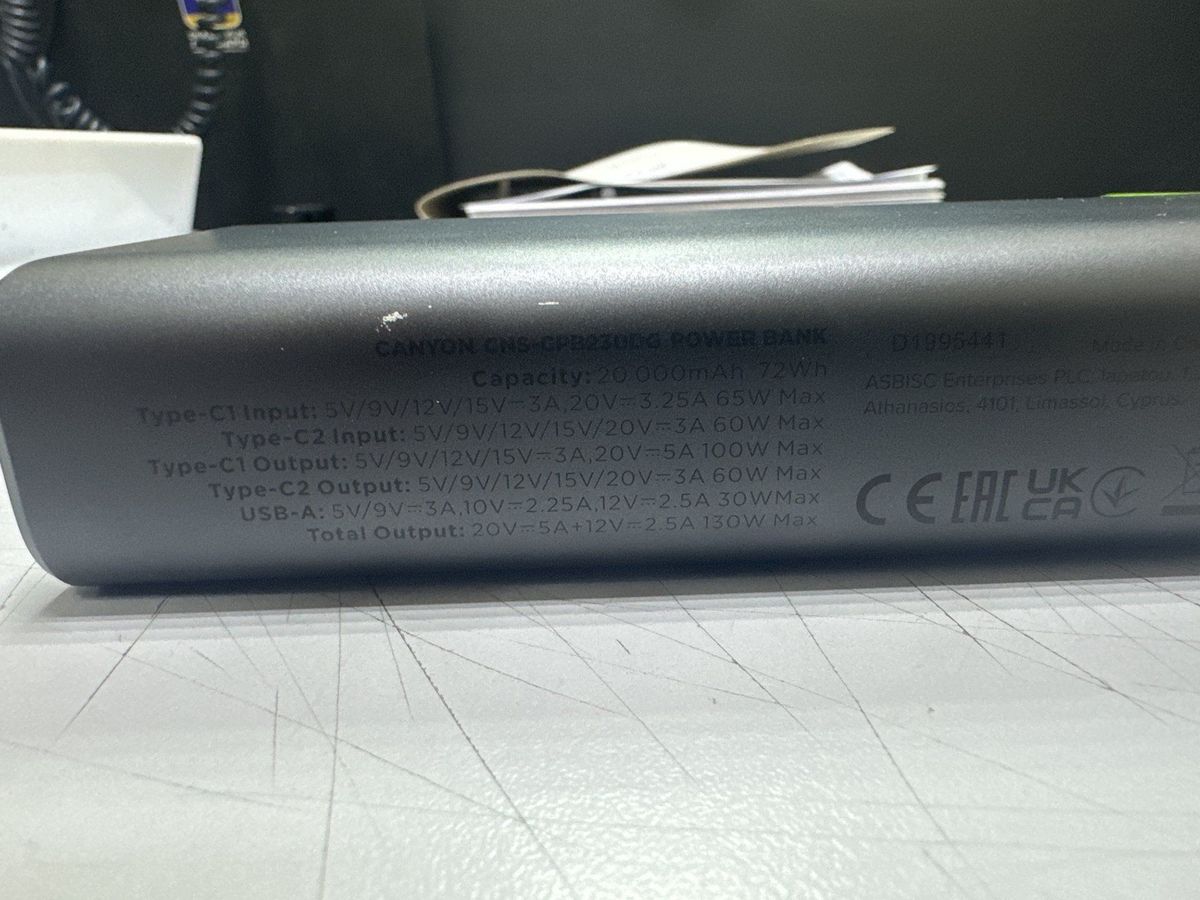 CANYON CNS-CPB230DG POWER BANK
Capacity: 20 000mAh 72Wh
Type-C1 Input: 5V/9V/12V/15V⎓3A,20V⎓3.25A 65W Max
Type-C2 Input: 5V/9V/12V/15V/20V⎓3A 60W Max
Type-C1 Output: 5V/9V/12V/15V⎓3A,20V⎓5A 100W Max
Type-C2 Output: 5V/9V/12V/15V/20V⎓3A 60W Max
USB-A: 5V/9V⎓3A,10V⎓2.25A,12V⎓2.5A 30WMax
Total Output: 20V⎓5A+12V⎓2.5A 130W Max
D1995441
Made in
ASBISC Enterprises PLC, Iapetou,
Athanasios, 4101, Limassol, Cyprus.
CE EAC UK
CA